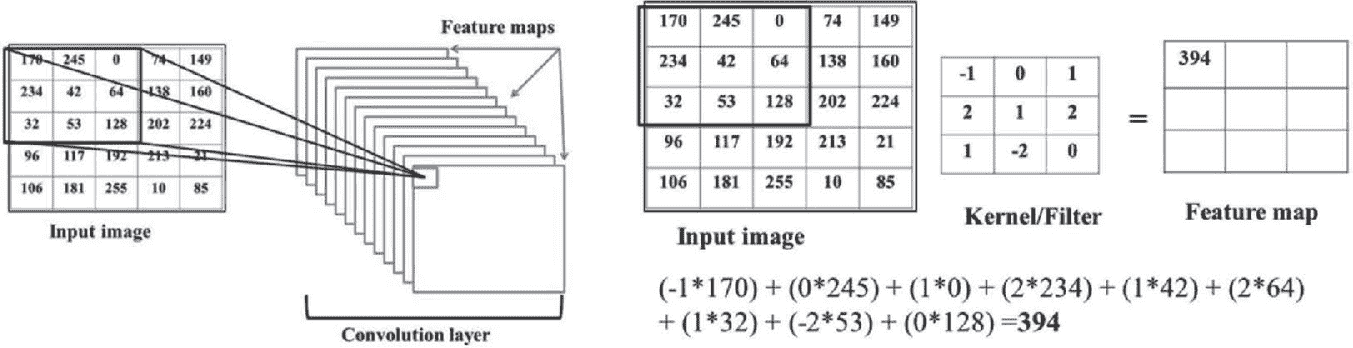 Feature maps
170 245 0 74 149
234 42 64 138 160
32 53 128 202 224
96 117 192 213 21
106 181 255 10 85
Input image
Convolution layer
170 245 0 74 149
234 42 64 138 160
32 53 128 202 224
96 117 192 213 21
106 181 255 10 85
Input image
-1 0 1
2 1 2
1 -2 0
Kernel/Filter
=
394
Feature map
(-1*170) + (0*245) + (1*0) + (2*234) + (1*42) + (2*64)
+ (1*32) + (-2*53) + (0*128) =394